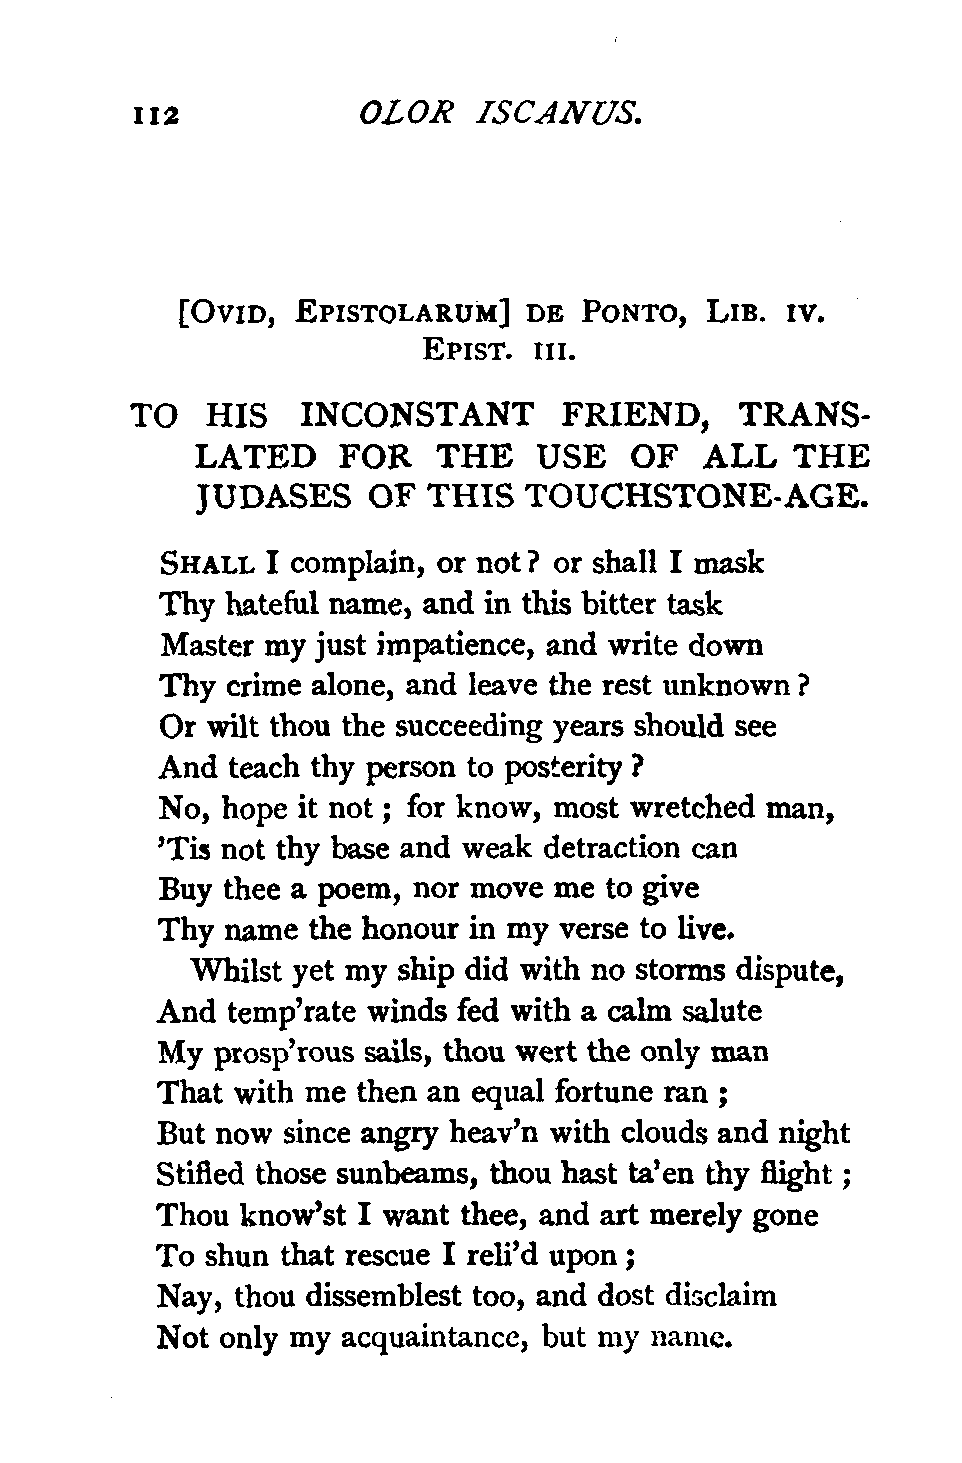 112 OLOR ISCANUS.
[OVID, EPISTOLARUM] DE PONTO, LIB. IV.
EPIST. III.
TO HIS INCONSTANT FRIEND, TRANS-
LATED FOR THE USE OF ALL THE
JUDASES OF THIS TOUCHSTONE-AGE.
SHALL I complain, or not? or shall I mask
Thy hateful name, and in this bitter task
Master my just impatience, and write down
Thy crime alone, and leave the rest unknown?
Or wilt thou the succeeding years should see
And teach thy person to posterity?
No, hope it not; for know, most wretched man,
'Tis not thy base and weak detraction can
Buy thee a poem, nor move me to give
Thy name the honour in my verse to live.
Whilst yet my ship did with no storms dispute,
And temp'rate winds fed with a calm salute
My prosp'rous sails, thou wert the only man
That with me then an equal fortune ran;
But now since angry heav'n with clouds and night
Stifled those sunbeams, thou hast ta'en thy flight;
Thou know'st I want thee, and art merely gone
To shun that rescue I reli'd upon;
Nay, thou dissemblest too, and dost disclaim
Not only my acquaintance, but my name.